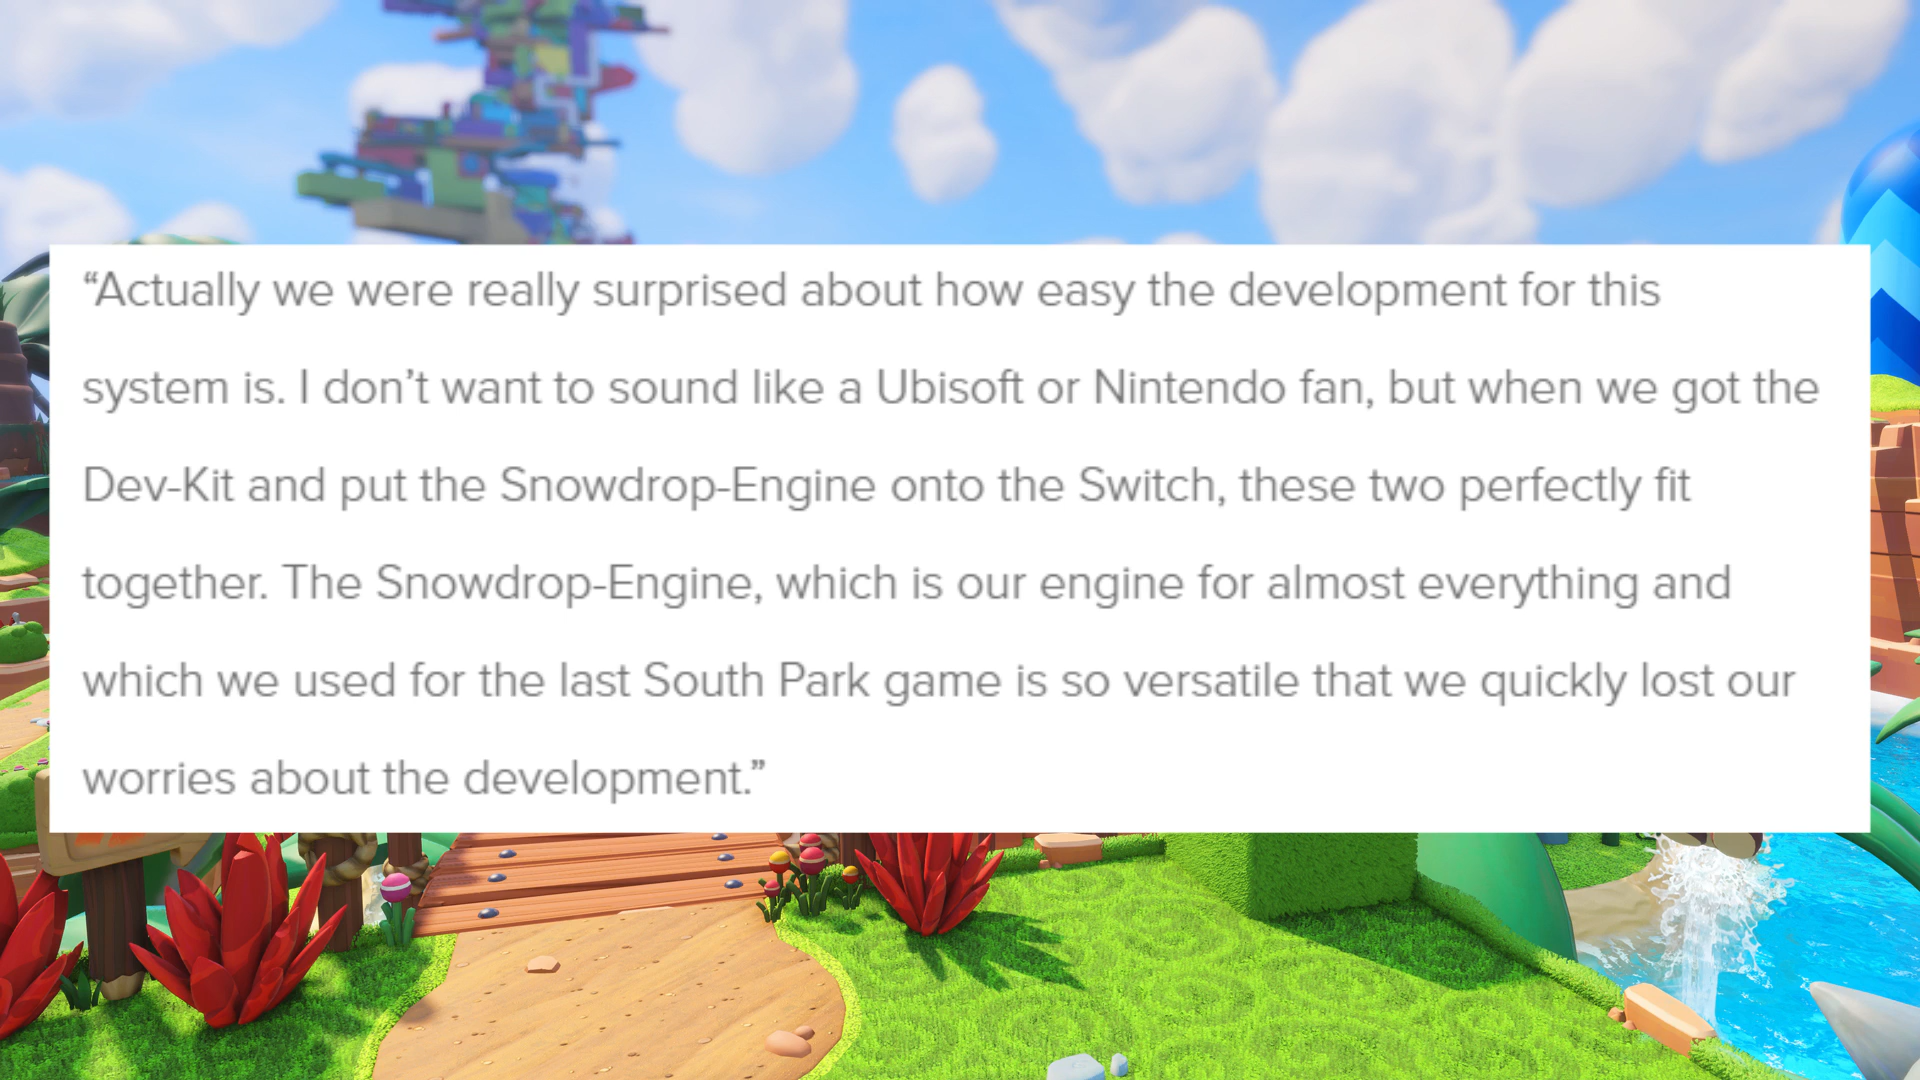 “Actually we were really surprised about how easy the development for this
system is. I don’t want to sound like a Ubisoft or Nintendo fan, but when we got the
Dev-Kit and put the Snowdrop-Engine onto the Switch, these two perfectly fit
together. The Snowdrop-Engine, which is our engine for almost everything and
which we used for the last South Park game is so versatile that we quickly lost our
worries about the development.”